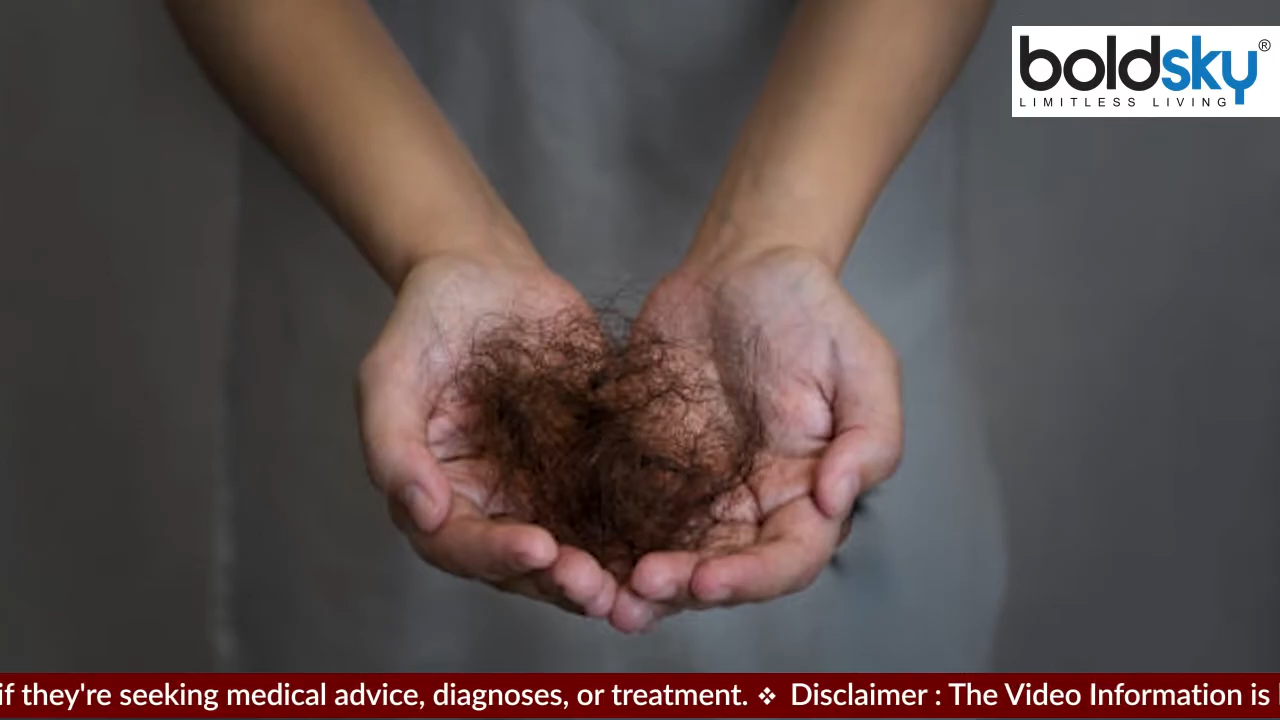 boldsky®
LIMITLESS LIVING
if they're seeking medical advice, diagnoses, or treatment. ❖ Disclaimer : The Video Information is